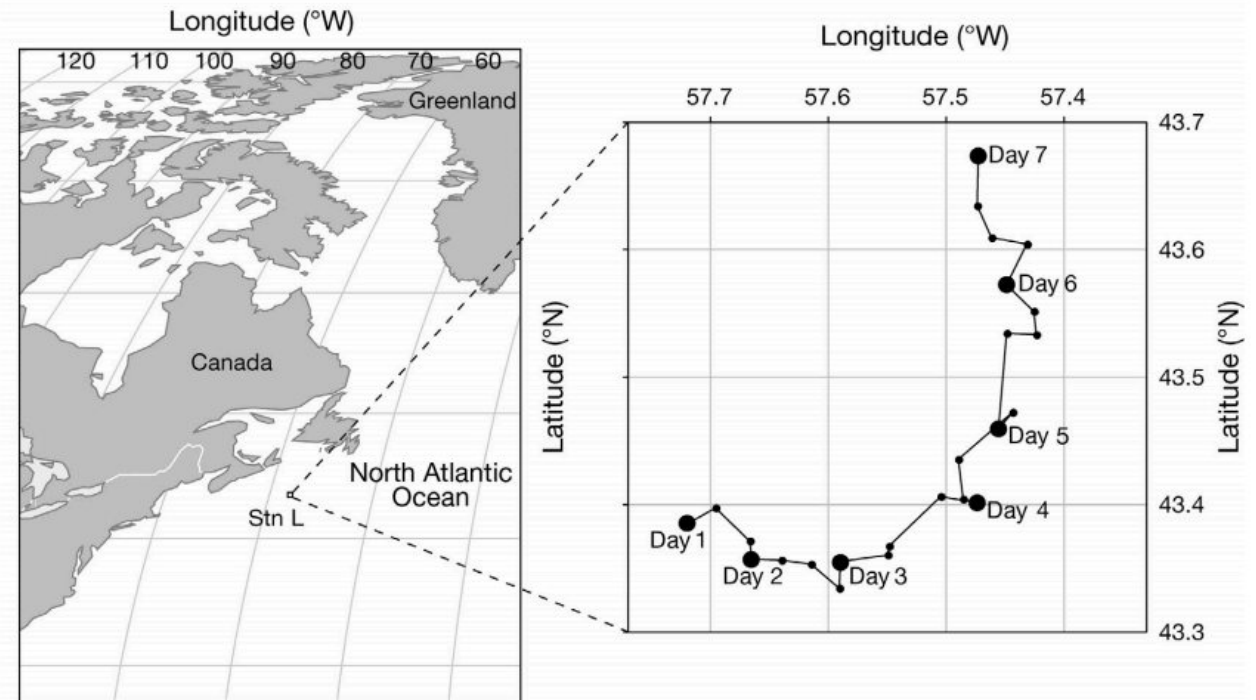 Longitude (°W)
120 110 100 90 80 70 60
Greenland
Canada
North Atlantic
Ocean
Stn L
Longitude (°W)
57.7 57.6 57.5 57.4
43.7
43.6
43.5
43.4
43.3
Latitude (°N)
Latitude (°N)
Day 7
Day 6
Day 5
Day 4
Day 1
Day 2
Day 3